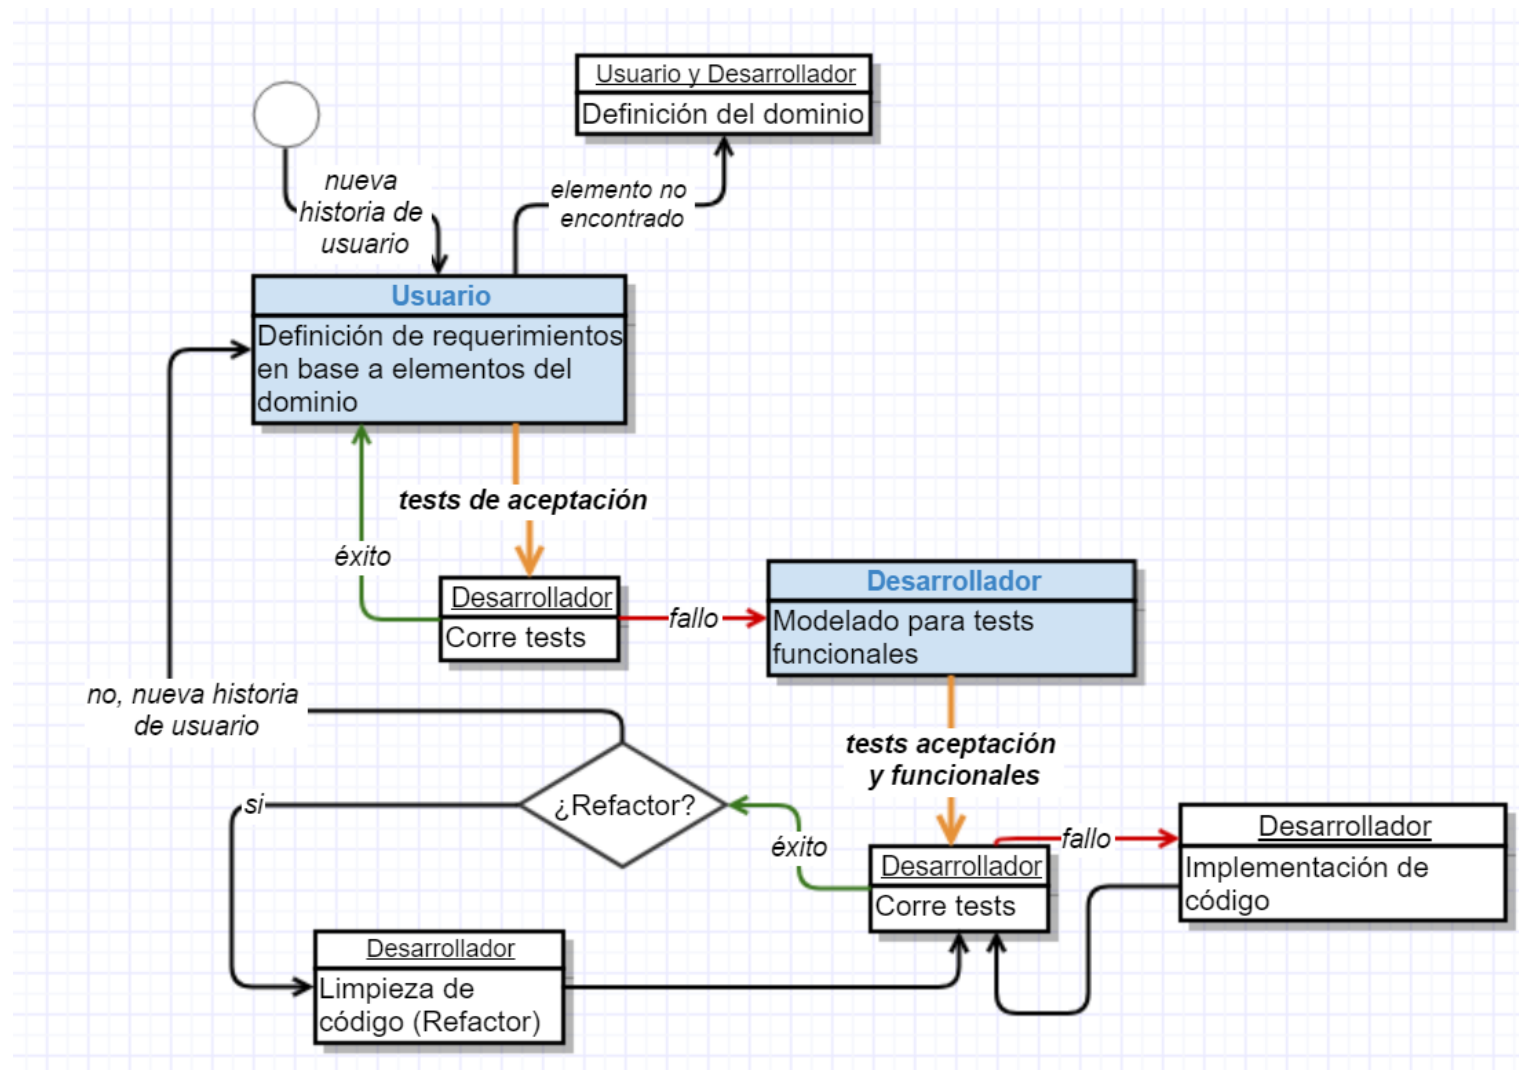 Usuario y Desarrollador
Definición del dominio
nueva
historia de
usuario
elemento no
encontrado
Usuario
Definición de requerimientos
en base a elementos del
dominio
tests de aceptación
éxito
Desarrollador
Corre tests
fallo
Desarrollador
Modelado para tests
funcionales
no, nueva historia
de usuario
tests aceptación
y funcionales
si
¿Refactor?
éxito
Desarrollador
Corre tests
fallo
Desarrollador
Implementación de
código
Desarrollador
Limpieza de
código (Refactor)